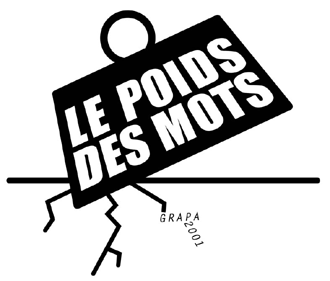 LE POIDS
DES MOTS
GRAPA
2001